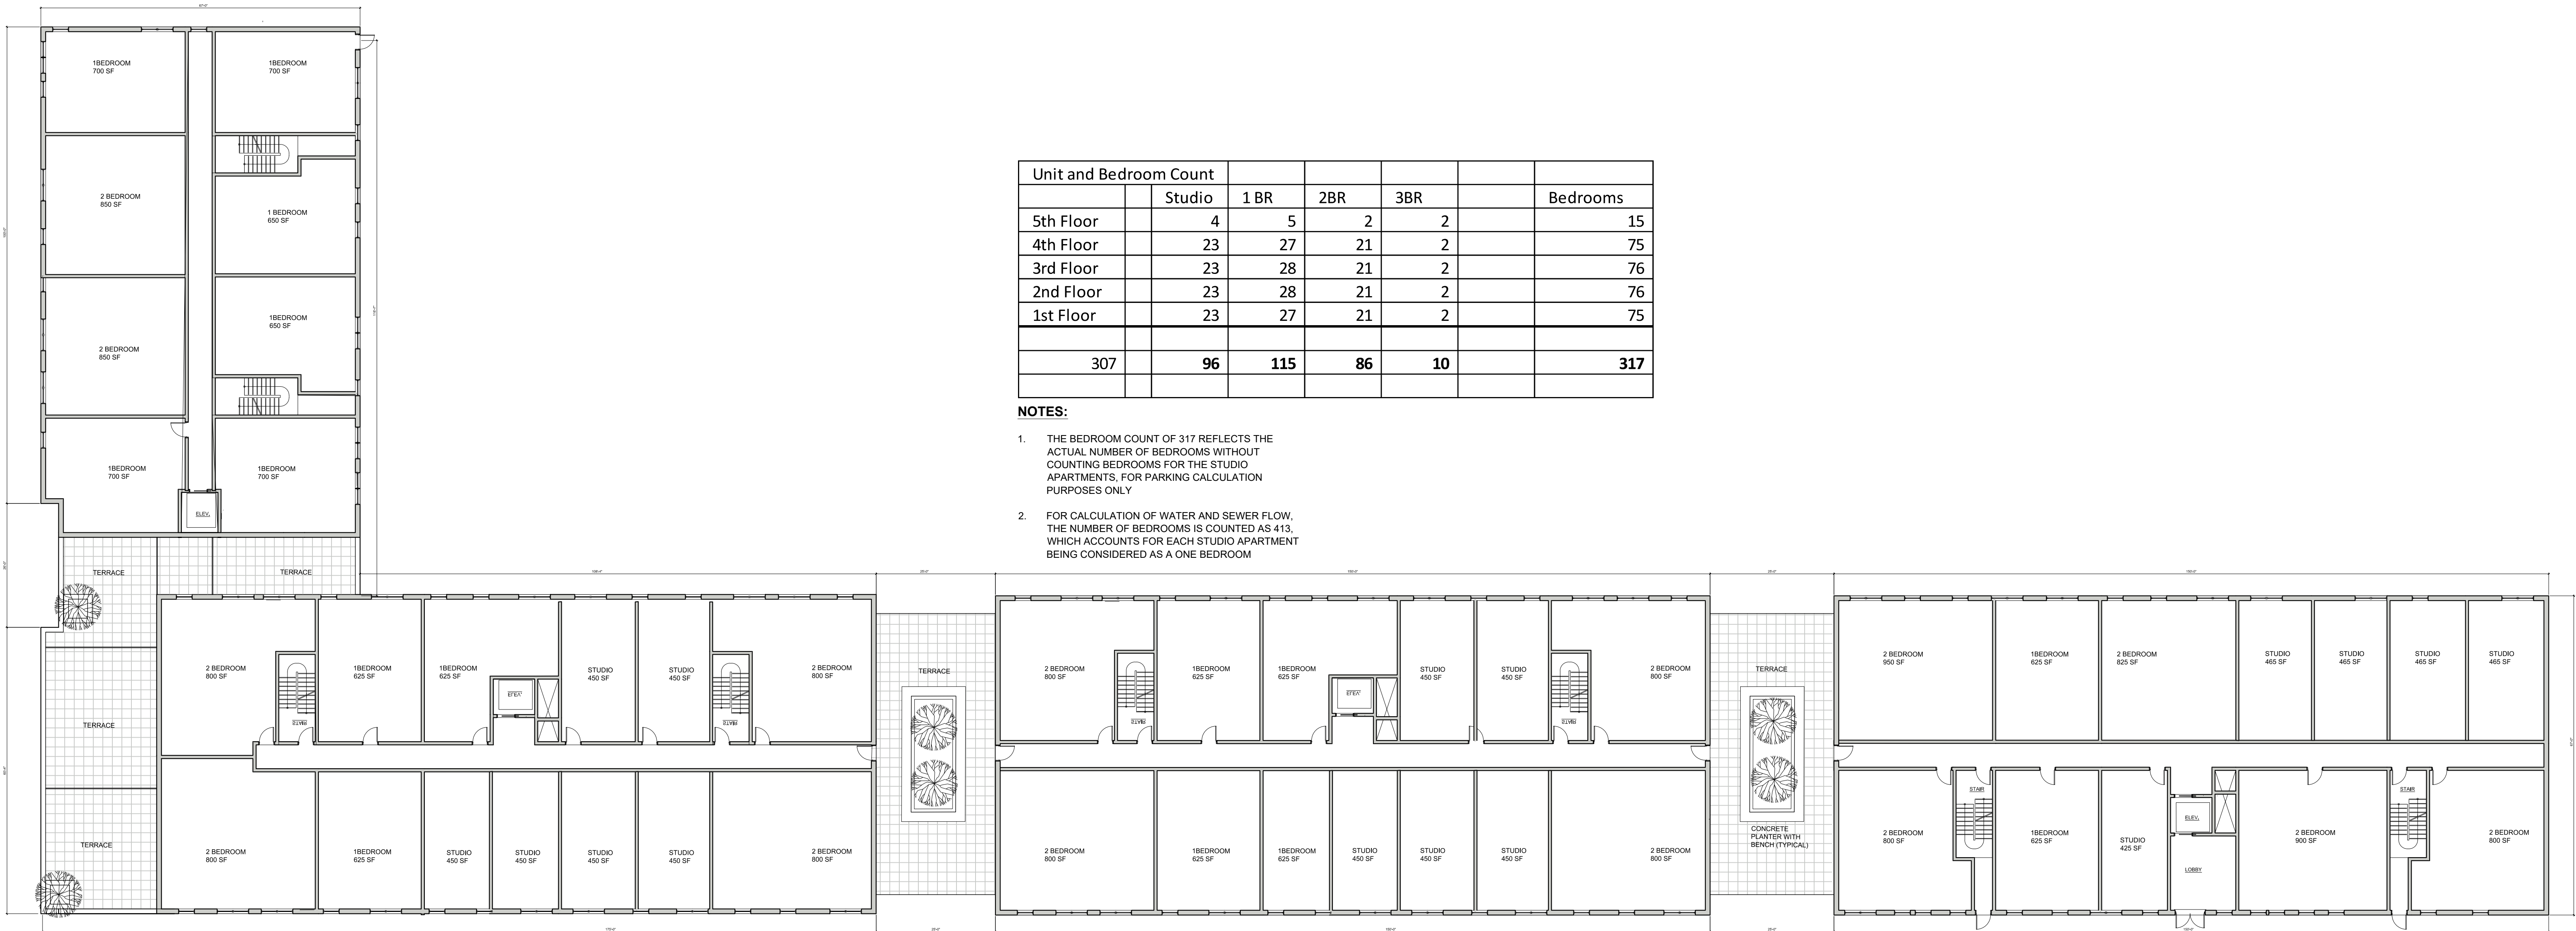 1BEDROOM
700 SF
1BEDROOM
700 SF
2 BEDROOM
850 SF
1 BEDROOM
650 SF
2 BEDROOM
850 SF
1BEDROOM
650 SF
1BEDROOM
700 SF
1BEDROOM
700 SF
ELEV.
Unit and Bedroom Count
Studio 1 BR 2BR 3BR Bedrooms
5th Floor 4 5 2 2 15
4th Floor 23 27 21 2 75
3rd Floor 23 28 21 2 76
2nd Floor 23 28 21 2 76
1st Floor 23 27 21 2 75
307 96 115 86 10 317
NOTES:
1. THE BEDROOM COUNT OF 317 REFLECTS THE
ACTUAL NUMBER OF BEDROOMS WITHOUT
COUNTING BEDROOMS FOR THE STUDIO
APARTMENTS, FOR PARKING CALCULATION
PURPOSES ONLY
2. FOR CALCULATION OF WATER AND SEWER FLOW,
THE NUMBER OF BEDROOMS IS COUNTED AS 413,
WHICH ACCOUNTS FOR EACH STUDIO APARTMENT
BEING CONSIDERED AS A ONE BEDROOM
TERRACE
TERRACE
TERRACE
TERRACE
2 BEDROOM
800 SF
1BEDROOM
625 SF
1BEDROOM
625 SF
STUDIO
450 SF
STUDIO
450 SF
2 BEDROOM
800 SF
STAIR
ELEV.
STAIR
2 BEDROOM
800 SF
1BEDROOM
625 SF
STUDIO
450 SF
STUDIO
450 SF
STUDIO
450 SF
STUDIO
450 SF
2 BEDROOM
800 SF
TERRACE
2 BEDROOM
800 SF
1BEDROOM
625 SF
1BEDROOM
625 SF
STUDIO
450 SF
STUDIO
450 SF
2 BEDROOM
800 SF
STAIR
ELEV.
STAIR
2 BEDROOM
800 SF
1BEDROOM
625 SF
1BEDROOM
625 SF
STUDIO
450 SF
STUDIO
450 SF
STUDIO
450 SF
2 BEDROOM
800 SF
TERRACE
CONCRETE
PLANTER WITH
BENCH (TYPICAL)
2 BEDROOM
950 SF
1BEDROOM
625 SF
2 BEDROOM
825 SF
STUDIO
465 SF
STUDIO
465 SF
STUDIO
465 SF
STUDIO
465 SF
2 BEDROOM
800 SF
STAIR
1BEDROOM
625 SF
STUDIO
425 SF
ELEV.
LOBBY
2 BEDROOM
900 SF
STAIR
2 BEDROOM
800 SF